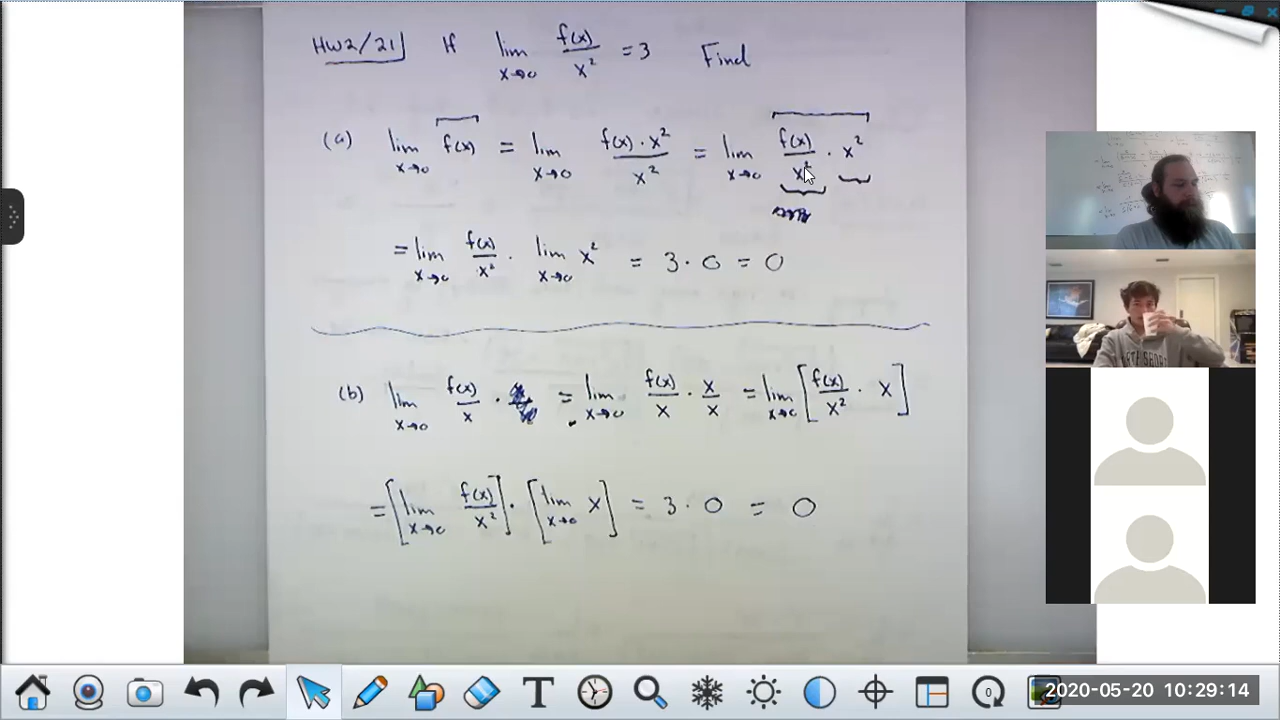 HW2/21] If lim x→0 f(x)/x² = 3 Find
(a) lim x→0 f(x) = lim x→0 f(x)·x²/x² = lim x→0 f(x)/x² · x²
= lim x→0 f(x)/x² · lim x→0 x² = 3·0 = 0
(b) lim x→0 f(x)/x · = lim x→0 f(x)/x · x/x = lim x→0 [f(x)/x² · x]
= [lim x→0 f(x)/x²] · [lim x→0 x] = 3·0 = 0
2020-05-20 10:29:14